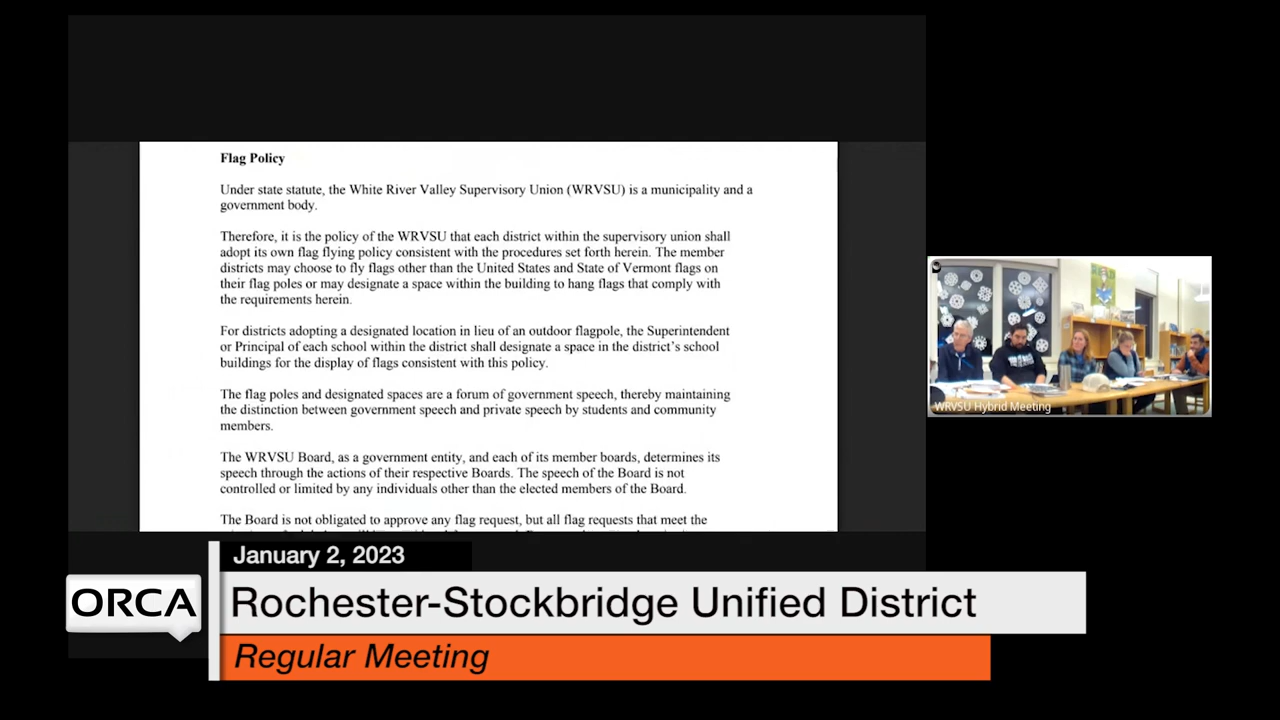 Flag Policy
Under state statute, the White River Valley Supervisory Union (WRVSU) is a municipality and a
government body.
Therefore, it is the policy of the WRVSU that each district within the supervisory union shall
adopt its own flag flying policy consistent with the procedures set forth herein. The member
districts may choose to fly flags other than the United States and State of Vermont flags on
their flag poles or may designate a space within the building to hang flags that comply with
the requirements herein.
For districts adopting a designated location in lieu of an outdoor flagpole, the Superintendent
or Principal of each school within the district shall designate a space in the district's school
buildings for the display of flags consistent with this policy.
The flag poles and designated spaces are a forum of government speech, thereby maintaining
the distinction between government speech and private speech by students and community
members.
The WRVSU Board, as a government entity, and each of its member boards, determines its
speech through the actions of their respective Boards. The speech of the Board is not
controlled or limited by any individuals other than the elected members of the Board.
The Board is not obligated to approve any flag request, but all flag requests that meet the
WRVSU Hybrid Meeting
January 2, 2023
ORCA
Rochester-Stockbridge Unified District
Regular Meeting